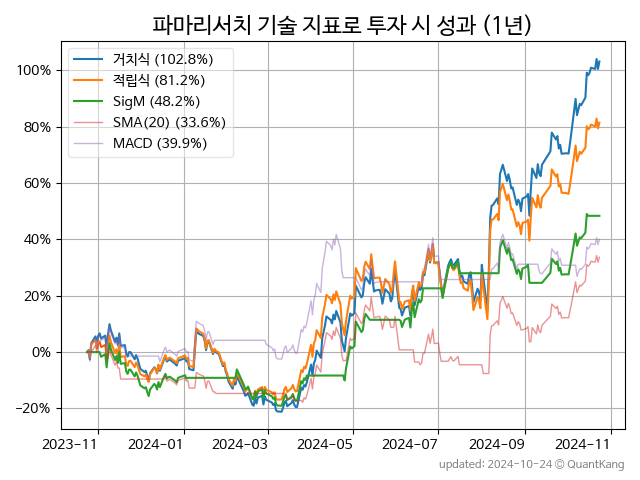 파마리서치 기술 지표로 투자 시 성과 (1년)
거치식 (102.8%)
적립식 (81.2%)
SigM (48.2%)
SMA(20) (33.6%)
MACD (39.9%)
100%
80%
60%
40%
20%
0%
−20%
2023-11
2024-01
2024-03
2024-05
2024-07
2024-09
2024-11
updated: 2024-10-24 @ QuantKang